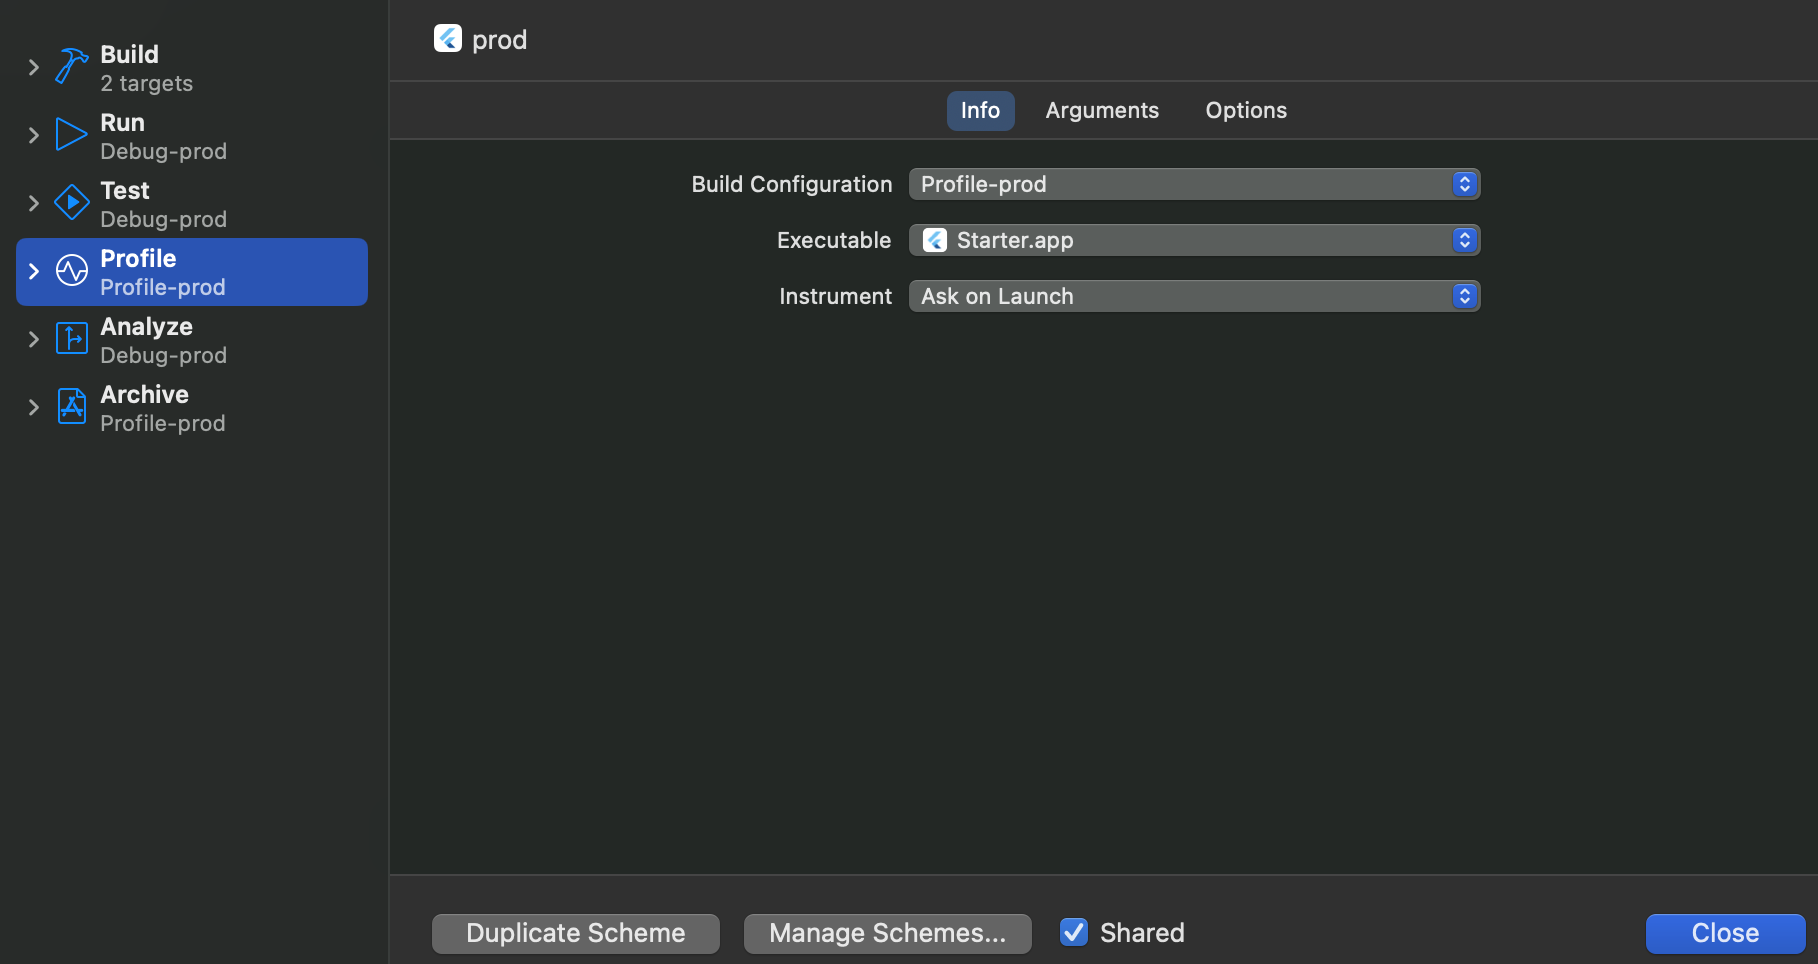 Build
2 targets
Run
Debug-prod
Test
Debug-prod
Profile
Profile-prod
Analyze
Debug-prod
Archive
Profile-prod
prod
Info Arguments Options
Build Configuration Profile-prod
Executable Starter.app
Instrument Ask on Launch
Duplicate Scheme Manage Schemes... Shared Close